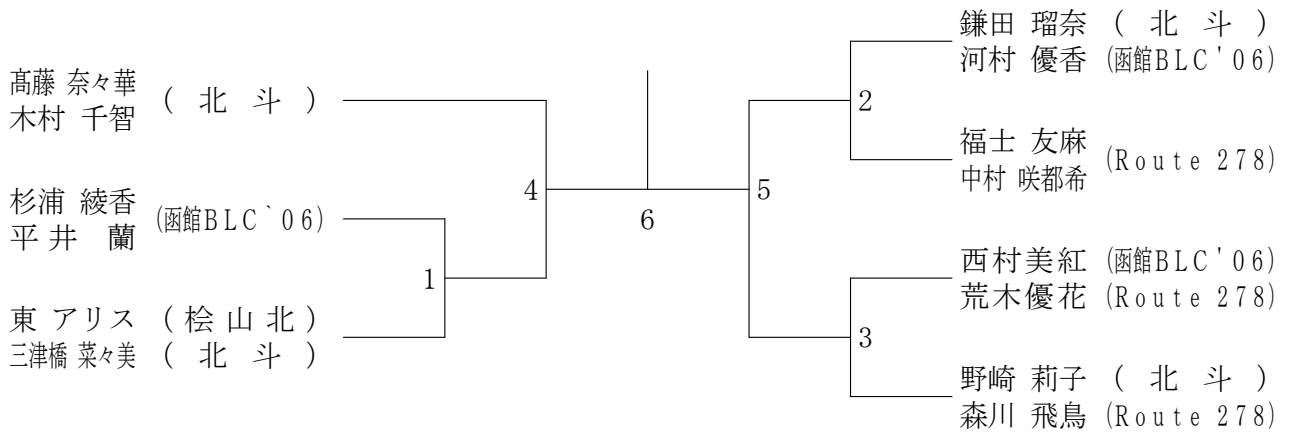 髙藤 奈々華 ( 北 斗 )
木村 千智
杉浦 綾香 (函館BLC`06)
平井 蘭
東 アリス (桧山北)
三津橋 菜々美 ( 北 斗 )
1
4
6
5
2
3
鎌田 瑠奈 ( 北 斗 )
河村 優香 (函館BLC'06)
福士 友麻 (Route 278)
中村 咲都希
西村美紅 (函館BLC'06)
荒木優花 (Route 278)
野崎 莉子 ( 北 斗 )
森川 飛鳥 (Route 278)